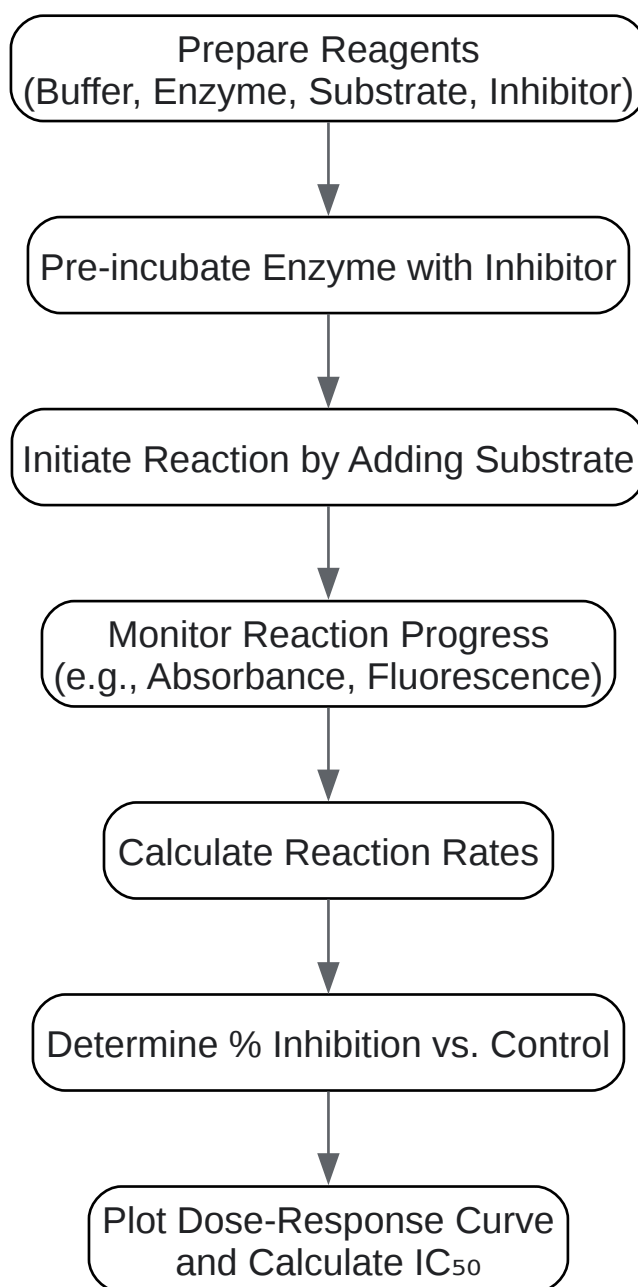 Prepare Reagents
(Buffer, Enzyme, Substrate, Inhibitor)
Pre-incubate Enzyme with Inhibitor
Initiate Reaction by Adding Substrate
Monitor Reaction Progress
(e.g., Absorbance, Fluorescence)
Calculate Reaction Rates
Determine % Inhibition vs. Control
Plot Dose-Response Curve
and Calculate IC₅₀